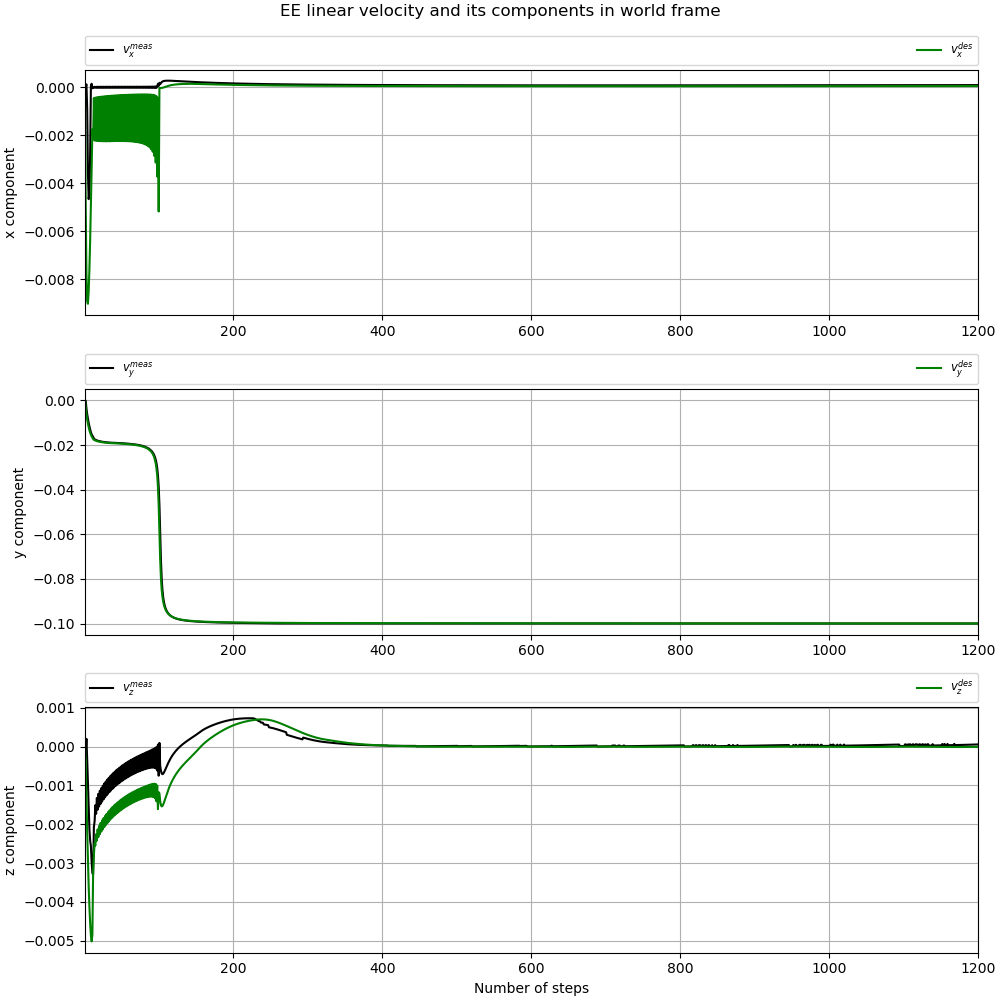 EE linear velocity and its components in world frame
v_x^{meas} v_x^{des}
0.000
−0.002
−0.004
−0.006
−0.008
x component
200 400 600 800 1000 1200
v_y^{meas} v_y^{des}
0.00
−0.02
−0.04
−0.06
−0.08
−0.10
y component
200 400 600 800 1000 1200
v_z^{meas} v_z^{des}
0.001
0.000
−0.001
−0.002
−0.003
−0.004
−0.005
z component
200 400 600 800 1000 1200
Number of steps